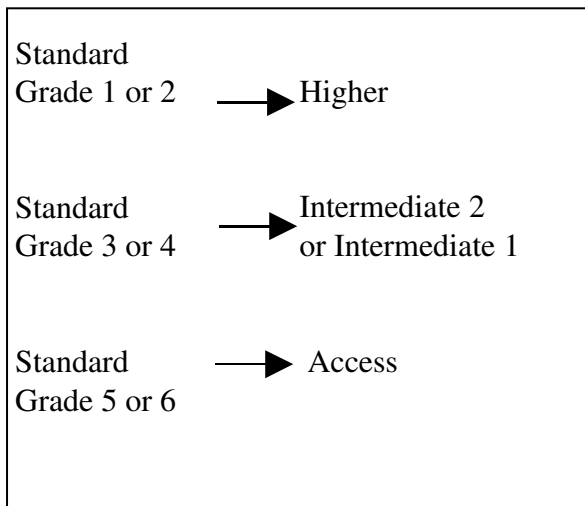 Standard
Grade 1 or 2
Higher
Standard
Grade 3 or 4
Intermediate 2
or Intermediate 1
Standard
Grade 5 or 6
Access